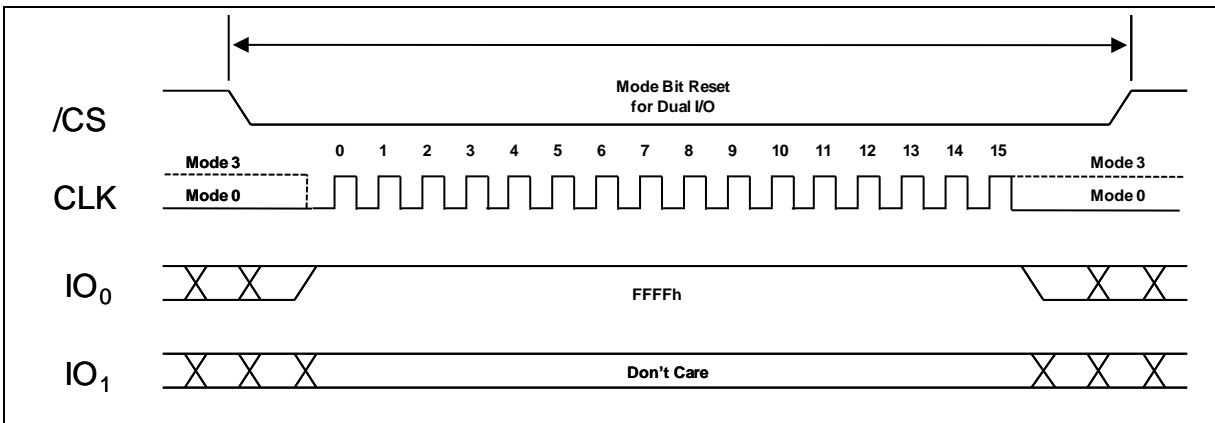 Mode Bit Reset
for Dual I/O
/CS
0 1 2 3 4 5 6 7 8 9 10 11 12 13 14 15
Mode 3
Mode 3
CLK
Mode 0
Mode 0
IO0
FFFFh
IO1
Don't Care